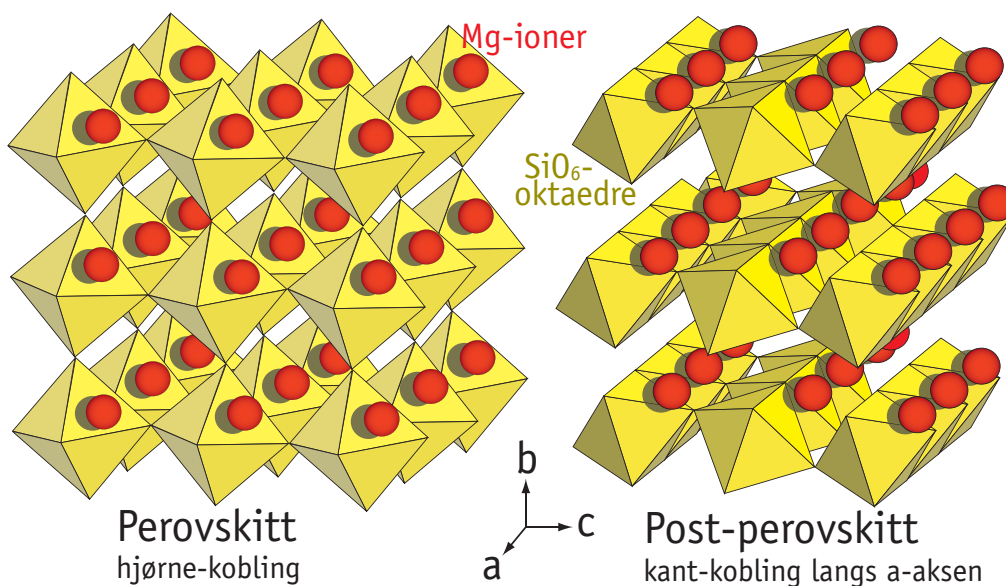 Mg-ioner
SiO₆-
oktaedre
b
c
a
Perovskitt
hjørne-kobling
Post-perovskitt
kant-kobling langs a-aksen